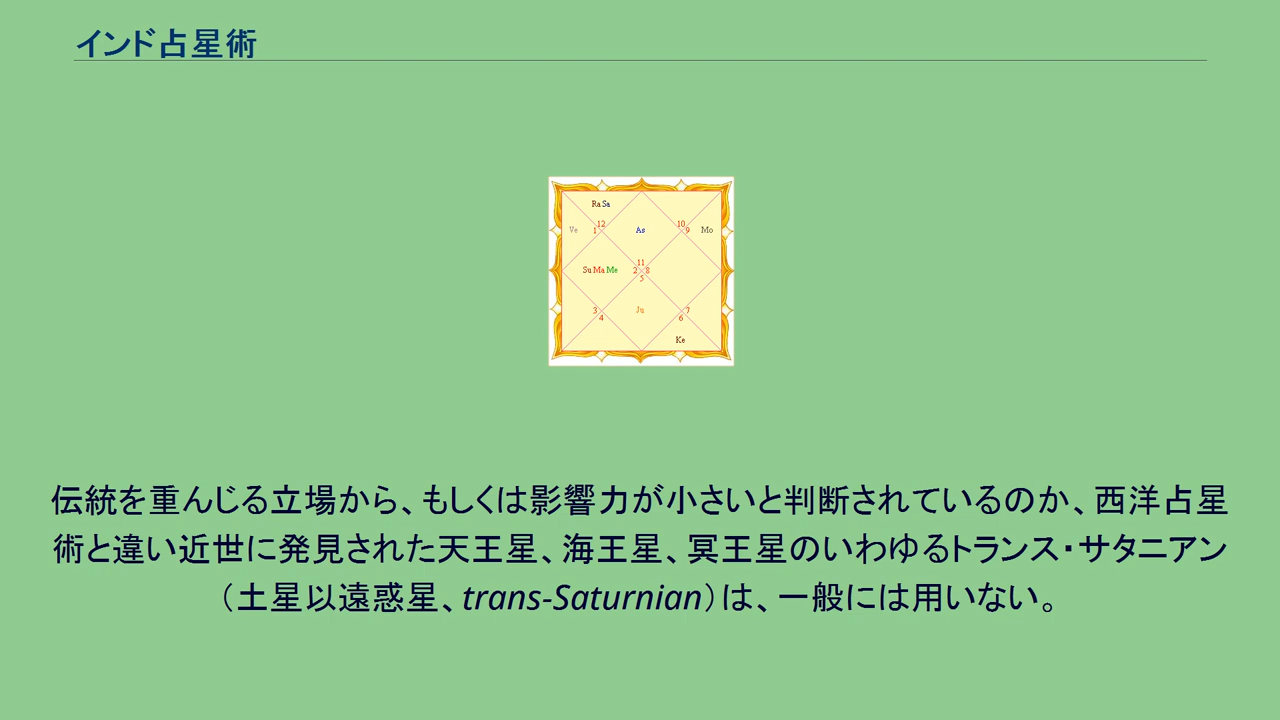 インド占星術
Ra Sa
12
10
Ve
1
As
9
Mo
11
Su Ma Me
2
8
5
3
7
Ju
4
6
Ke
伝統を重んじる立場から、もしくは影響力が小さいと判断されているのか、西洋占星
術と違い近世に発見された天王星、海王星、冥王星のいわゆるトランス・サタニアン
（土星以遠惑星、trans-Saturnian）は、一般には用いない。